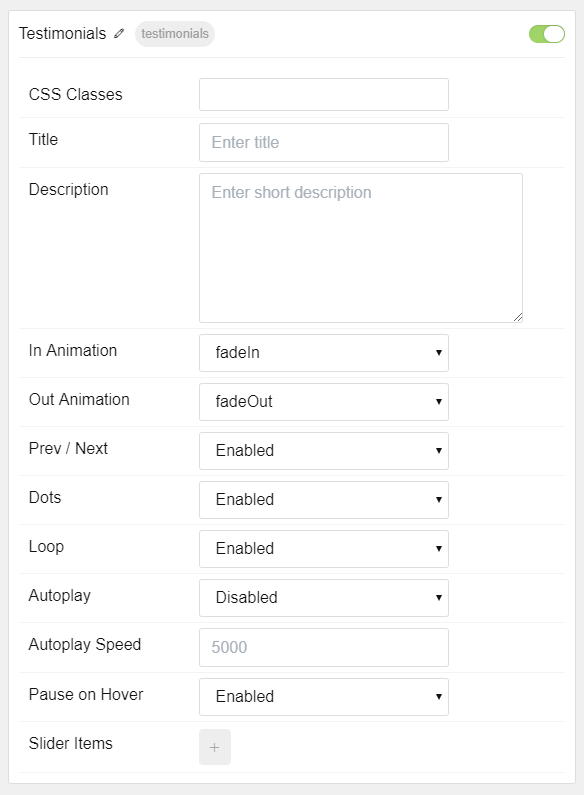 Testimonials testimonials
CSS Classes
Title Enter title
Description Enter short description
In Animation fadeIn
Out Animation fadeOut
Prev / Next Enabled
Dots Enabled
Loop Enabled
Autoplay Disabled
Autoplay Speed 5000
Pause on Hover Enabled
Slider Items +